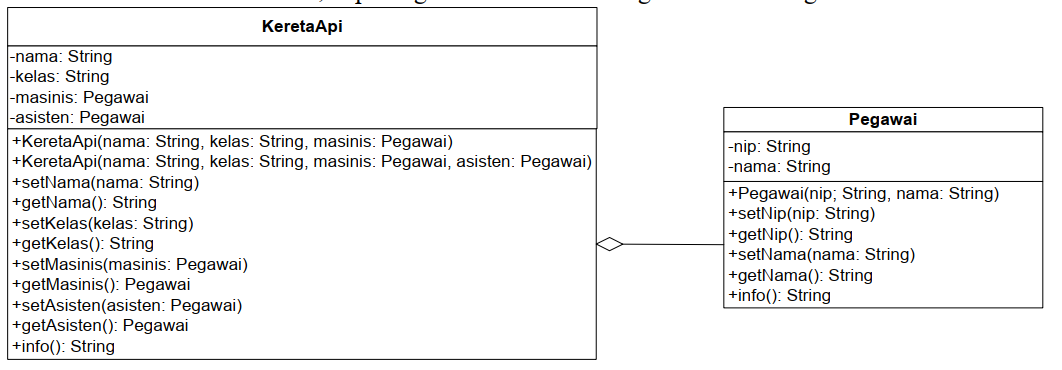 KeretaApi
-nama: String
-kelas: String
-masinis: Pegawai
-asisten: Pegawai
+KeretaApi(nama: String, kelas: String, masinis: Pegawai)
+KeretaApi(nama: String, kelas: String, masinis: Pegawai, asisten: Pegawai)
+setNama(nama: String)
+getNama(): String
+setKelas(kelas: String)
+getKelas(): String
+setMasinis(masinis: Pegawai)
+getMasinis(): Pegawai
+setAsisten(asisten: Pegawai)
+getAsisten(): Pegawai
+info(): String
Pegawai
-nip: String
-nama: String
+Pegawai(nip; String, nama: String)
+setNip(nip: String)
+getNip(): String
+setNama(nama: String)
+getNama(): String
+info(): String